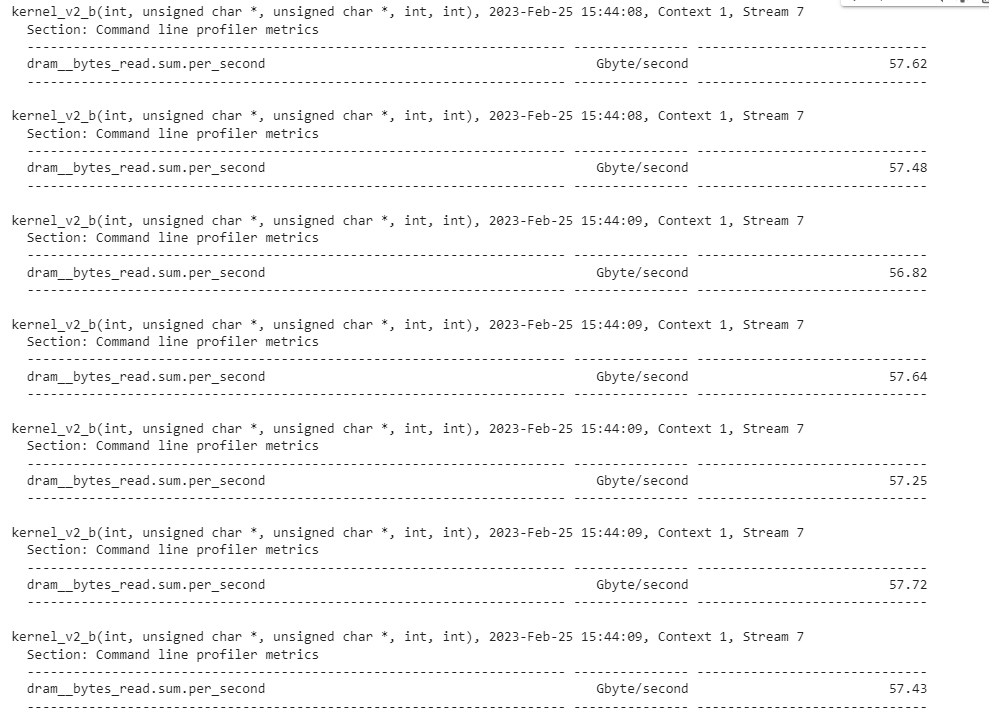 kernel_v2_b(int, unsigned char *, unsigned char *, int, int), 2023-Feb-25 15:44:08, Context 1, Stream 7
Section: Command line profiler metrics
---------------------------------------------------------------------- --------------- ------------------------------
dram__bytes_read.sum.per_second Gbyte/second 57.62
---------------------------------------------------------------------- --------------- ------------------------------
kernel_v2_b(int, unsigned char *, unsigned char *, int, int), 2023-Feb-25 15:44:08, Context 1, Stream 7
Section: Command line profiler metrics
---------------------------------------------------------------------- --------------- ------------------------------
dram__bytes_read.sum.per_second Gbyte/second 57.48
---------------------------------------------------------------------- --------------- ------------------------------
kernel_v2_b(int, unsigned char *, unsigned char *, int, int), 2023-Feb-25 15:44:09, Context 1, Stream 7
Section: Command line profiler metrics
---------------------------------------------------------------------- --------------- ------------------------------
dram__bytes_read.sum.per_second Gbyte/second 56.82
---------------------------------------------------------------------- --------------- ------------------------------
kernel_v2_b(int, unsigned char *, unsigned char *, int, int), 2023-Feb-25 15:44:09, Context 1, Stream 7
Section: Command line profiler metrics
---------------------------------------------------------------------- --------------- ------------------------------
dram__bytes_read.sum.per_second Gbyte/second 57.64
---------------------------------------------------------------------- --------------- ------------------------------
kernel_v2_b(int, unsigned char *, unsigned char *, int, int), 2023-Feb-25 15:44:09, Context 1, Stream 7
Section: Command line profiler metrics
---------------------------------------------------------------------- --------------- ------------------------------
dram__bytes_read.sum.per_second Gbyte/second 57.25
---------------------------------------------------------------------- --------------- ------------------------------
kernel_v2_b(int, unsigned char *, unsigned char *, int, int), 2023-Feb-25 15:44:09, Context 1, Stream 7
Section: Command line profiler metrics
---------------------------------------------------------------------- --------------- ------------------------------
dram__bytes_read.sum.per_second Gbyte/second 57.72
---------------------------------------------------------------------- --------------- ------------------------------
kernel_v2_b(int, unsigned char *, unsigned char *, int, int), 2023-Feb-25 15:44:09, Context 1, Stream 7
Section: Command line profiler metrics
---------------------------------------------------------------------- --------------- ------------------------------
dram__bytes_read.sum.per_second Gbyte/second 57.43
---------------------------------------------------------------------- --------------- ------------------------------